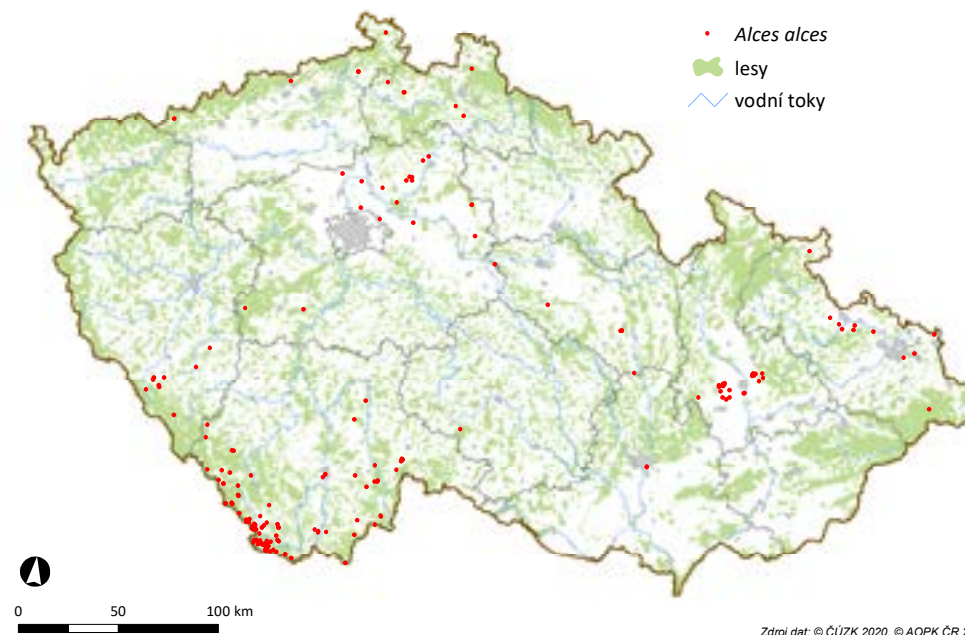 Alces alces
lesy
vodní toky
0 50 100 km
Zdroj dat: © ČÚZK 2020, © AOPK ČR